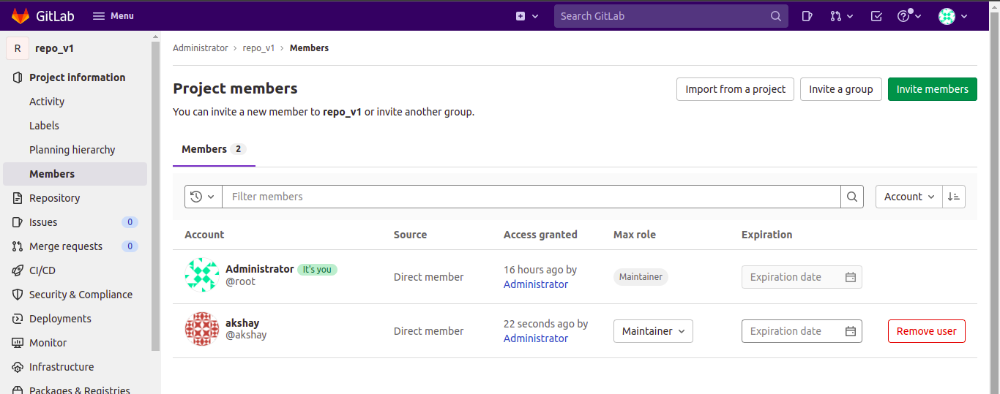 GitLab Menu Search GitLab
R repo_v1
Project information
Activity
Labels
Planning hierarchy
Members
Repository
Issues 0
Merge requests 0
CI/CD
Security & Compliance
Deployments
Monitor
Infrastructure
Packages & Registries
Administrator > repo_v1 > Members
Project members
Import from a project Invite a group Invite members
You can invite a new member to repo_v1 or invite another group.
Members 2
Filter members Account
Account Source Access granted Max role Expiration
Administrator It's you
@root
Direct member
16 hours ago by
Administrator
Maintainer
Expiration date
akshay
@akshay
Direct member
22 seconds ago by
Administrator
Maintainer
Expiration date
Remove user